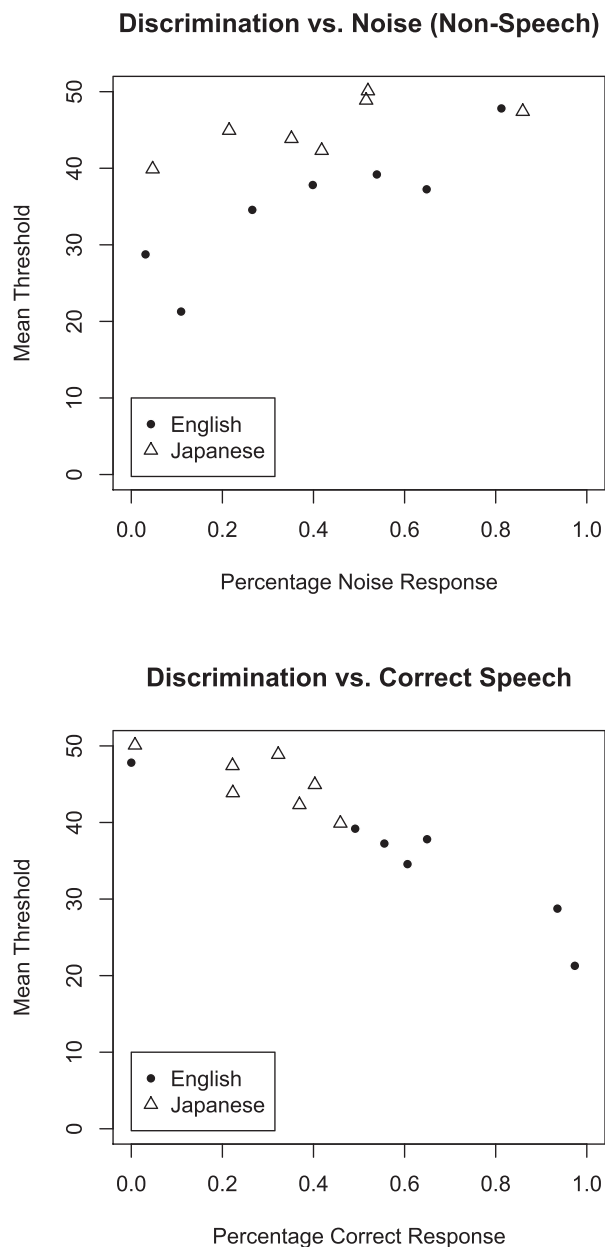 Discrimination vs. Noise (Non-Speech)
Mean Threshold
50
40
30
20
10
0
English
Japanese
0.0 0.2 0.4 0.6 0.8 1.0
Percentage Noise Response
Discrimination vs. Correct Speech
Mean Threshold
50
40
30
20
10
0
English
Japanese
0.0 0.2 0.4 0.6 0.8 1.0
Percentage Correct Response